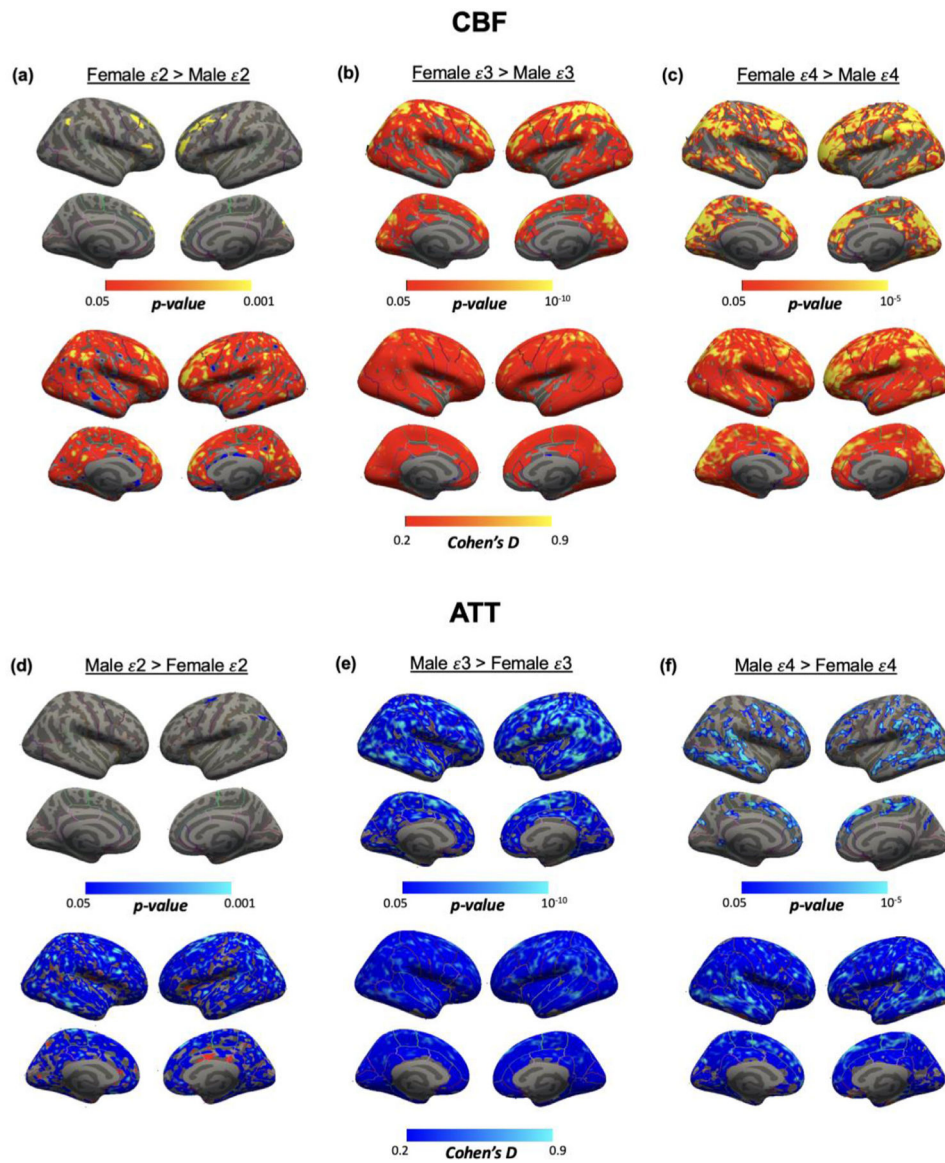 CBF
(a) Female ε2 > Male ε2
(b) Female ε3 > Male ε3
(c) Female ε4 > Male ε4
0.05 p-value 0.001
0.05 p-value 10⁻¹⁰
0.05 p-value 10⁻⁵
0.2 Cohen's D 0.9
ATT
(d) Male ε2 > Female ε2
(e) Male ε3 > Female ε3
(f) Male ε4 > Female ε4
0.05 p-value 0.001
0.05 p-value 10⁻¹⁰
0.05 p-value 10⁻⁵
0.2 Cohen's D 0.9